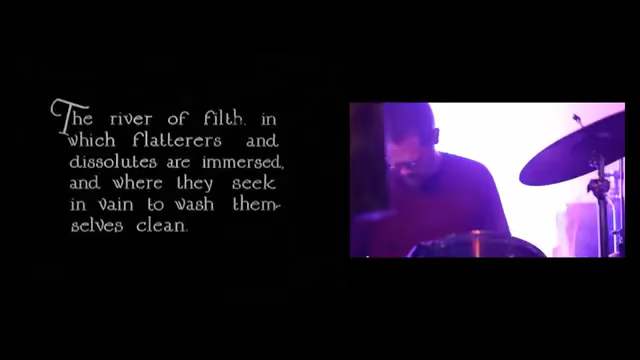 The river of filth, in
which flatterers and
dissolutes are immersed,
and where they seek
in vain to wash them-
selves clean.